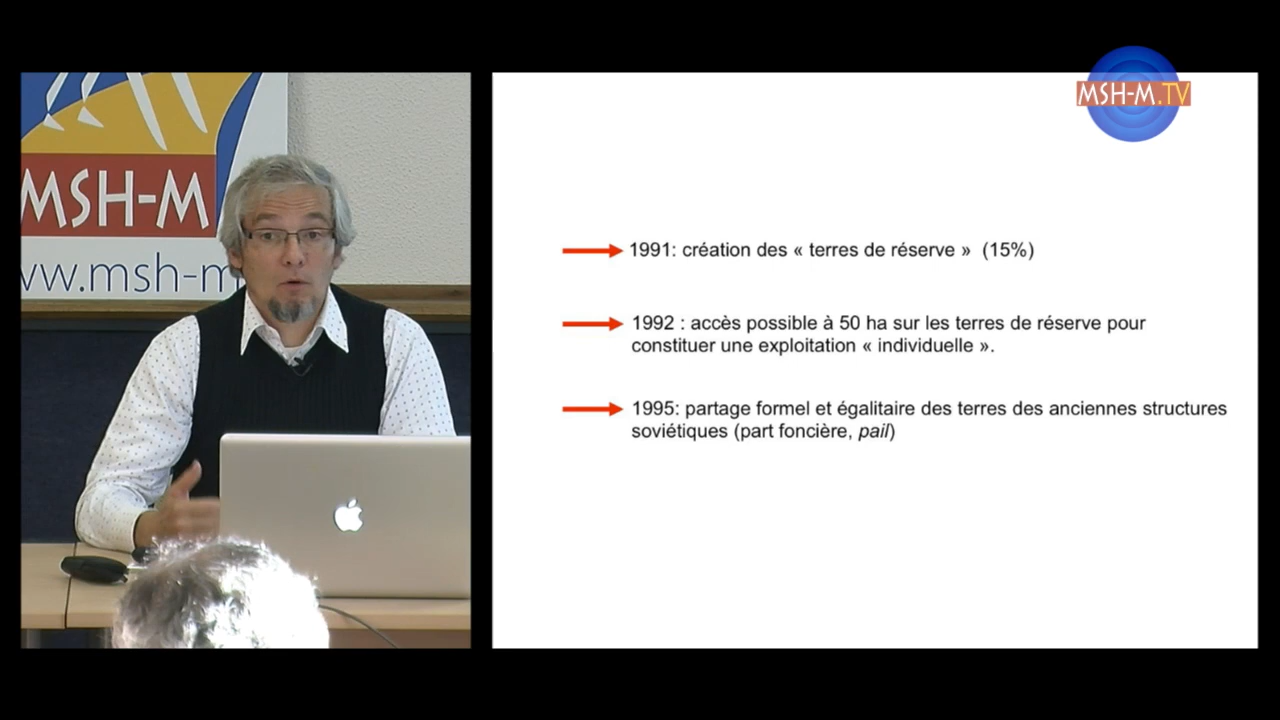 MSH-M.TV
MSH-M
ww.msh-m
1991: création des « terres de réserve »  (15%)
1992 : accès possible à 50 ha sur les terres de réserve pour
constituer une exploitation « individuelle ».
1995: partage formel et égalitaire des terres des anciennes structures
soviétiques (part foncière, pail)